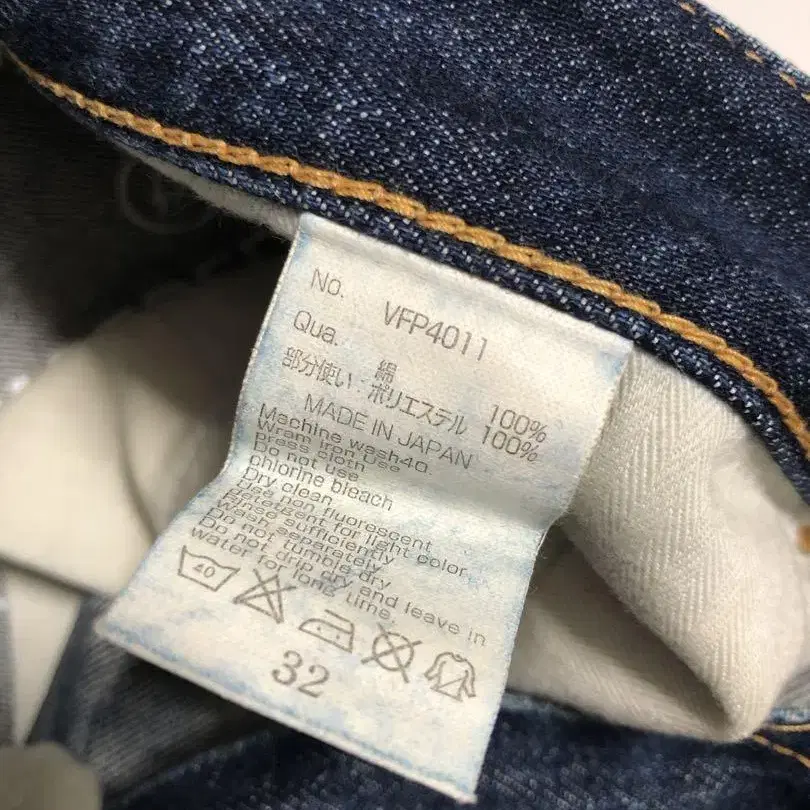 No. VFP4011
Qua. 綿 100%
部分使い:ポリエステル 100%
MADE IN JAPAN
Machine wash40.
Wram iron Use
press cloth
Do not use
chlorine bleach
Dry clean
Use non fluorescent
detetgent for light color
Winse sufficiently
Wash separately
Do not tumble dry
Do not grip dry and leave in
water for long time.
40
32